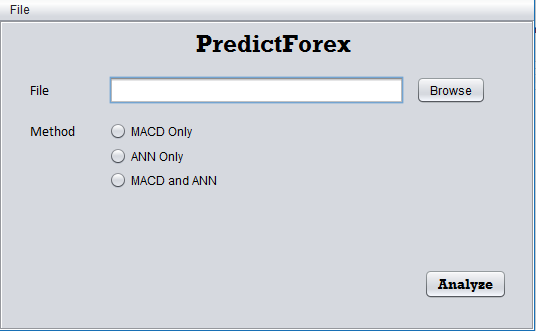 File
PredictForex
File
Browse
Method
MACD Only
ANN Only
MACD and ANN
Analyze